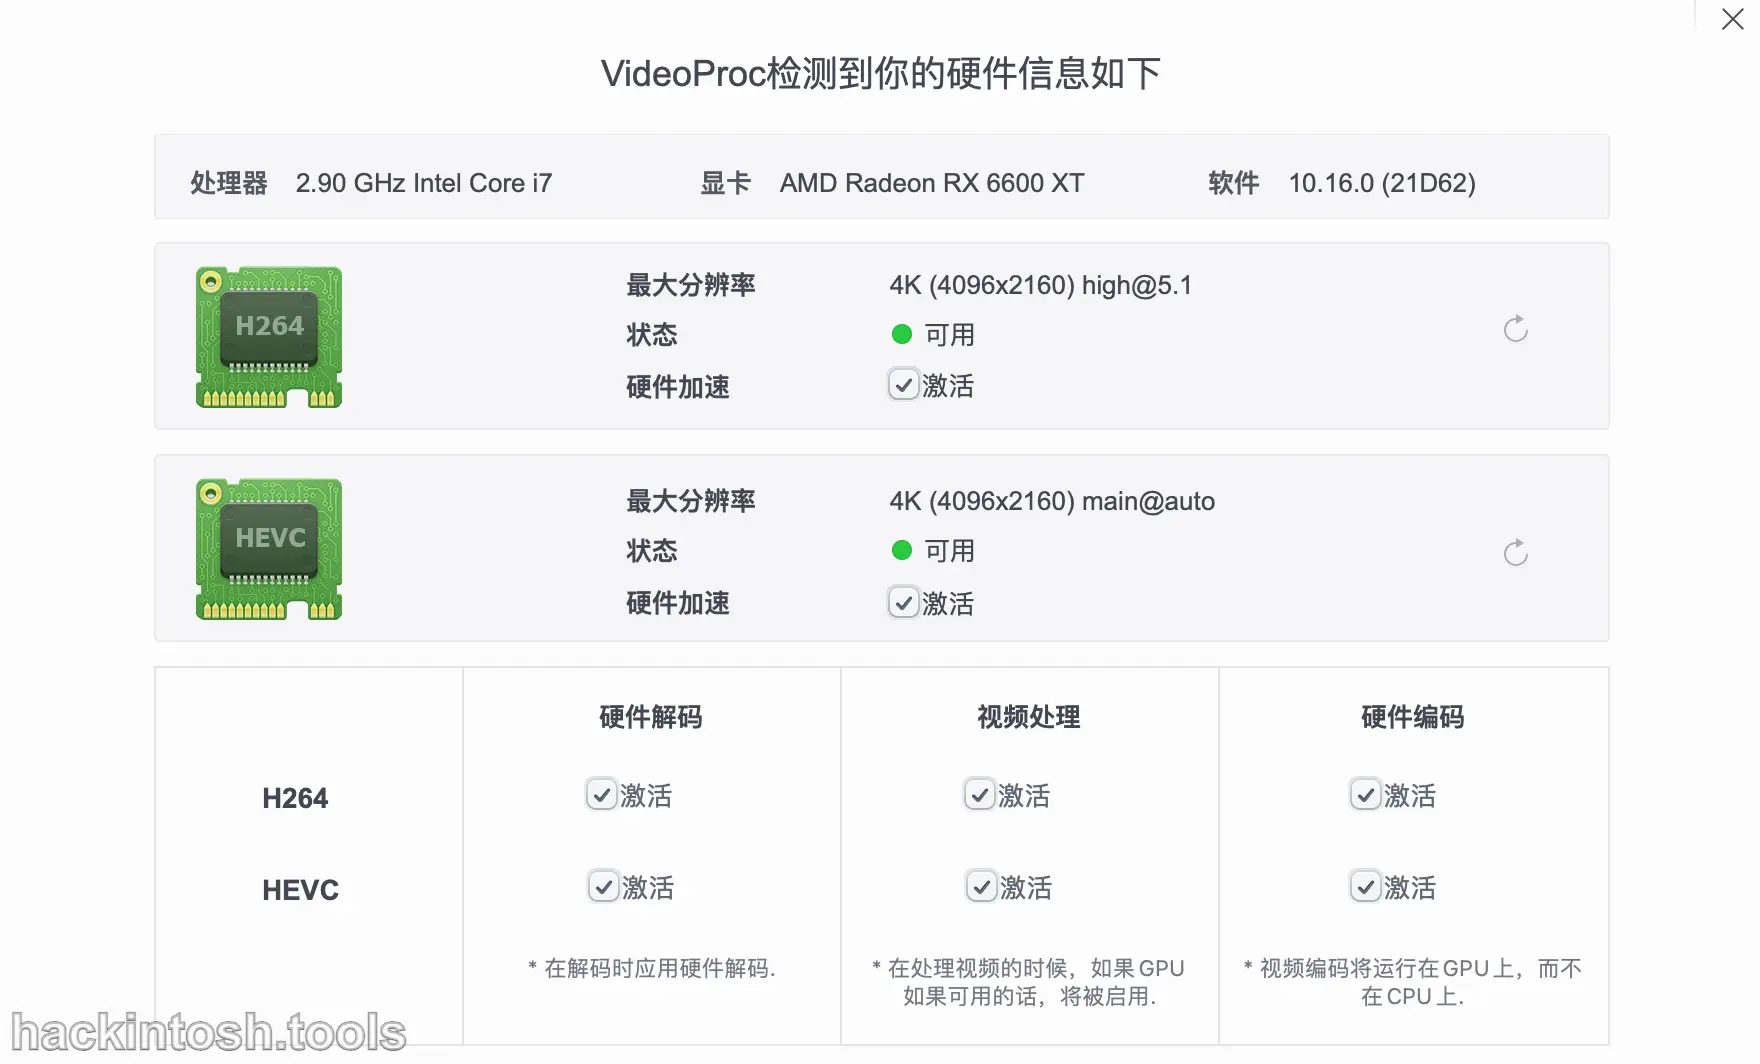 VideoProc检测到你的硬件信息如下
处理器 2.90 GHz Intel Core i7 显卡 AMD Radeon RX 6600 XT 软件 10.16.0 (21D62)
H264
最大分辨率 4K (4096x2160) high@5.1
状态 可用
硬件加速 激活
HEVC
最大分辨率 4K (4096x2160) main@auto
状态 可用
硬件加速 激活
硬件解码 视频处理 硬件编码
H264 激活 激活 激活
HEVC 激活 激活 激活
* 在解码时应用硬件解码.
* 在处理视频的时候，如果GPU
如果可用的话，将被启用.
* 视频编码将运行在GPU上，而不
在CPU上.
hackintosh.tools